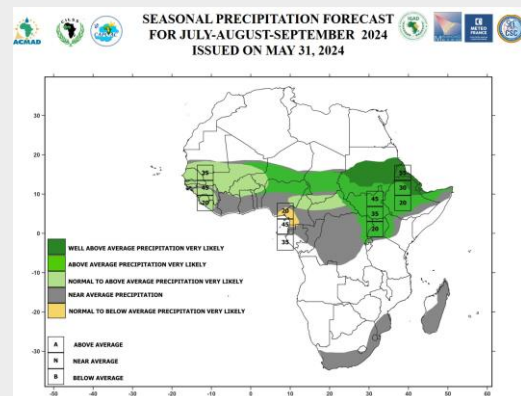 SEASONAL PRECIPITATION FORECAST
FOR JULY-AUGUST-SEPTEMBER 2024
ISSUED ON MAY 31, 2024
ACMAD
CILSS
METEO
FRANCE
CSC
30
20
10
0
-10
-20
-30
35
45
20
20
45
35
45
35
20
30
20
WELL ABOVE AVERAGE PRECIPITATION VERY LIKELY
ABOVE AVERAGE PRECIPITATION VERY LIKELY
NORMAL TO ABOVE AVERAGE PRECIPITATION VERY LIKELY
NEAR AVERAGE PRECIPITATION
NORMAL TO BELOW AVERAGE PRECIPITATION VERY LIKELY
A ABOVE AVERAGE
N NEAR AVERAGE
B BELOW AVERAGE
-50 -40 -30 -20 -10 0 10 20 30 40 50 60